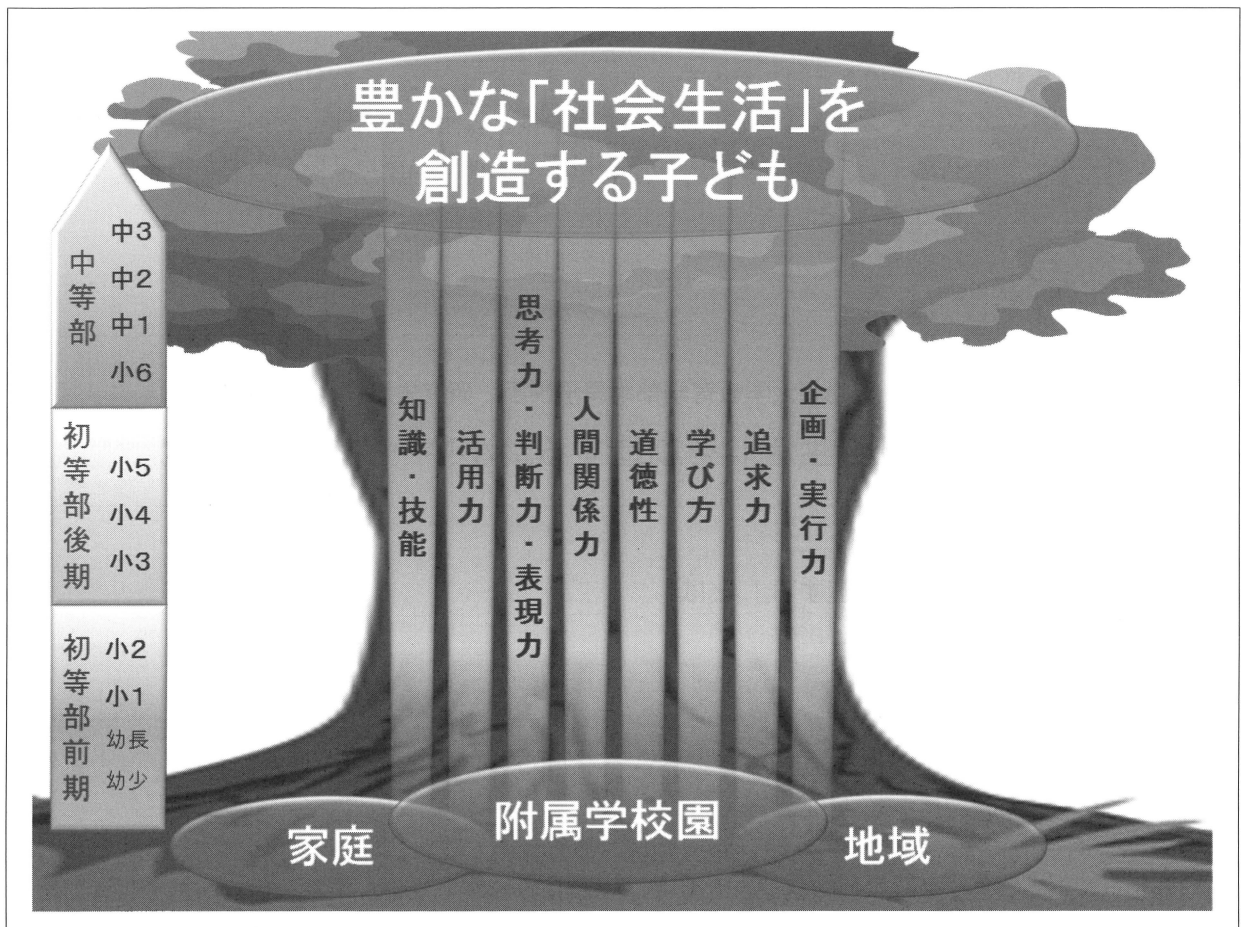 豊かな「社会生活」を
創造する子ども
中等部
中3
中2
中1
小6
初等部後期
小5
小4
小3
初等部前期
小2
小1
幼長
幼少
知識・技能
活用力
思考力・判断力・表現力
人間関係力
道徳性
学び方
追求力
企画・実行力
家庭
附属学校園
地域